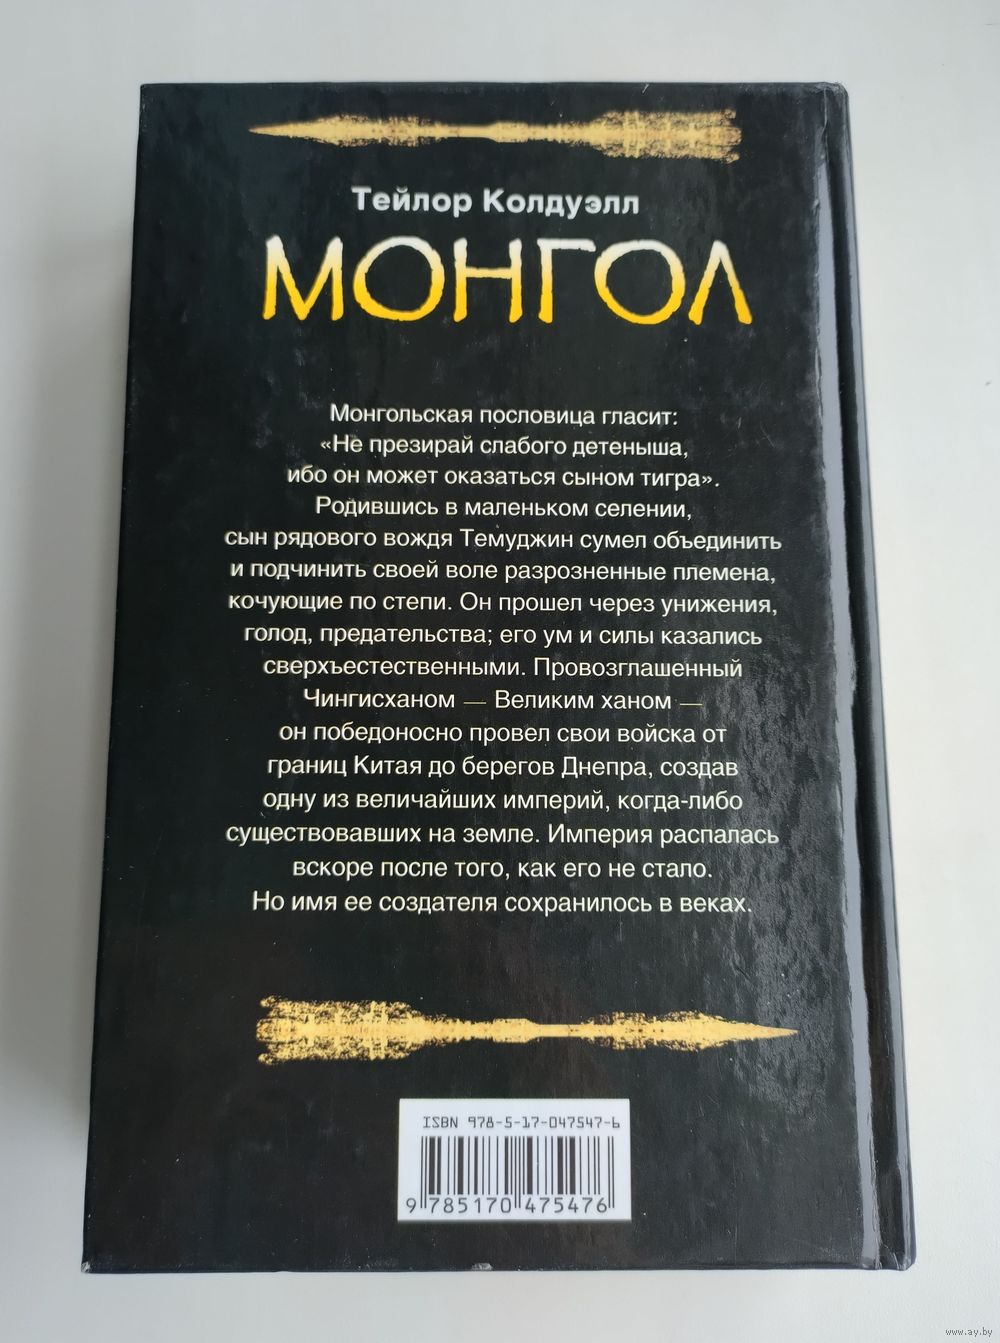 Тейлор Колдуэлл
МОНГОЛ
Монгольская пословица гласит:
«Не презирай слабого детеныша,
ибо он может оказаться сыном тигра».
Родившись в маленьком селении,
сын рядового вождя Темуджин сумел объединить
и подчинить своей воле разрозненные племена,
кочующие по степи. Он прошел через унижения,
голод, предательства; его ум и силы казались
сверхъестественными. Провозглашенный
Чингисханом — Великим ханом —
он победоносно провел свои войска от
границ Китая до берегов Днепра, создав
одну из величайших империй, когда-либо
существовавших на земле. Империя распалась
вскоре после того, как его не стало.
Но имя ее создателя сохранилось в веках.
ISBN 978-5-17-047547-6
9 785170 475476
www.ay.by